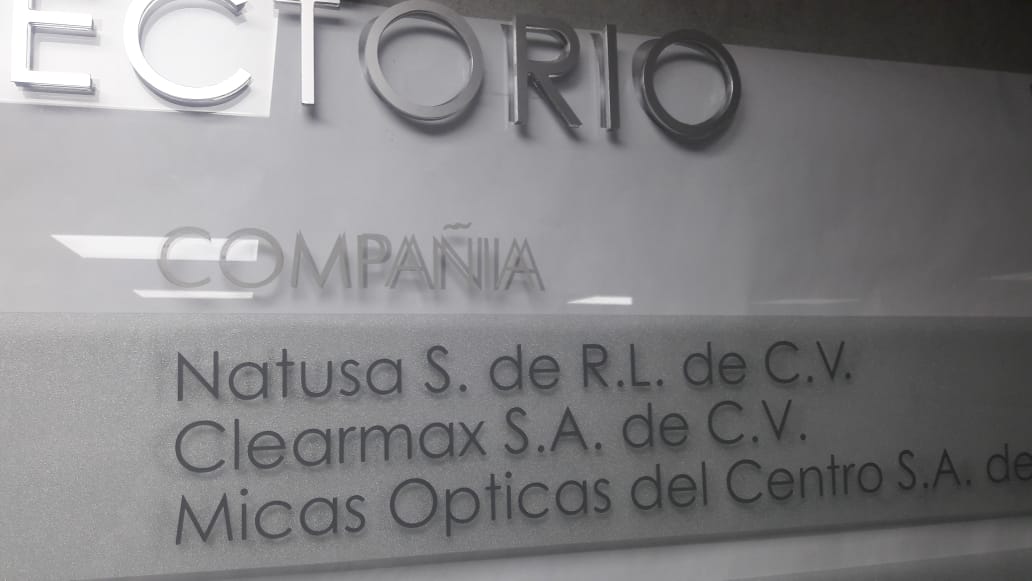 ECTORIO
COMPAÑIA
Natusa S. de R.L. de C.V.
Clearmax S.A. de C.V.
Micas Opticas del Centro S.A. de